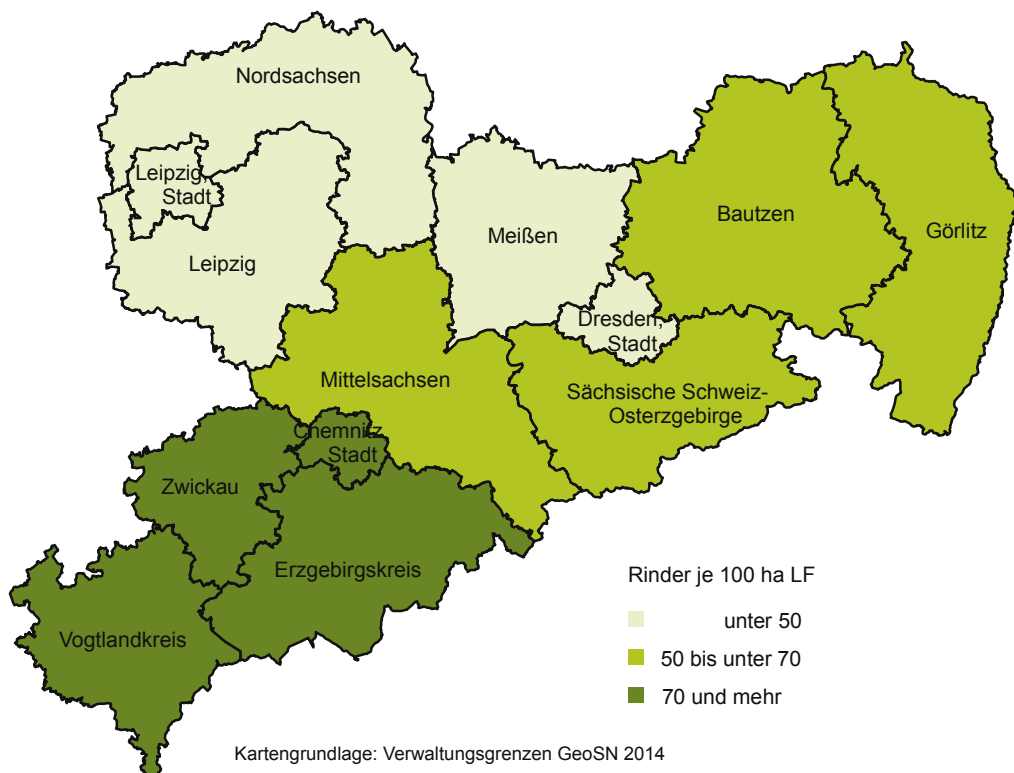 Nordsachsen
Leipzig,
Stadt
Leipzig
Meißen
Bautzen
Görlitz
Dresden,
Stadt
Mittelsachsen
Sächsische Schweiz-
Osterzgebirge
Chemnitz,
Stadt
Zwickau
Erzgebirgskreis
Vogtlandkreis
Rinder je 100 ha LF
unter 50
50 bis unter 70
70 und mehr
Kartengrundlage: Verwaltungsgrenzen GeoSN 2014